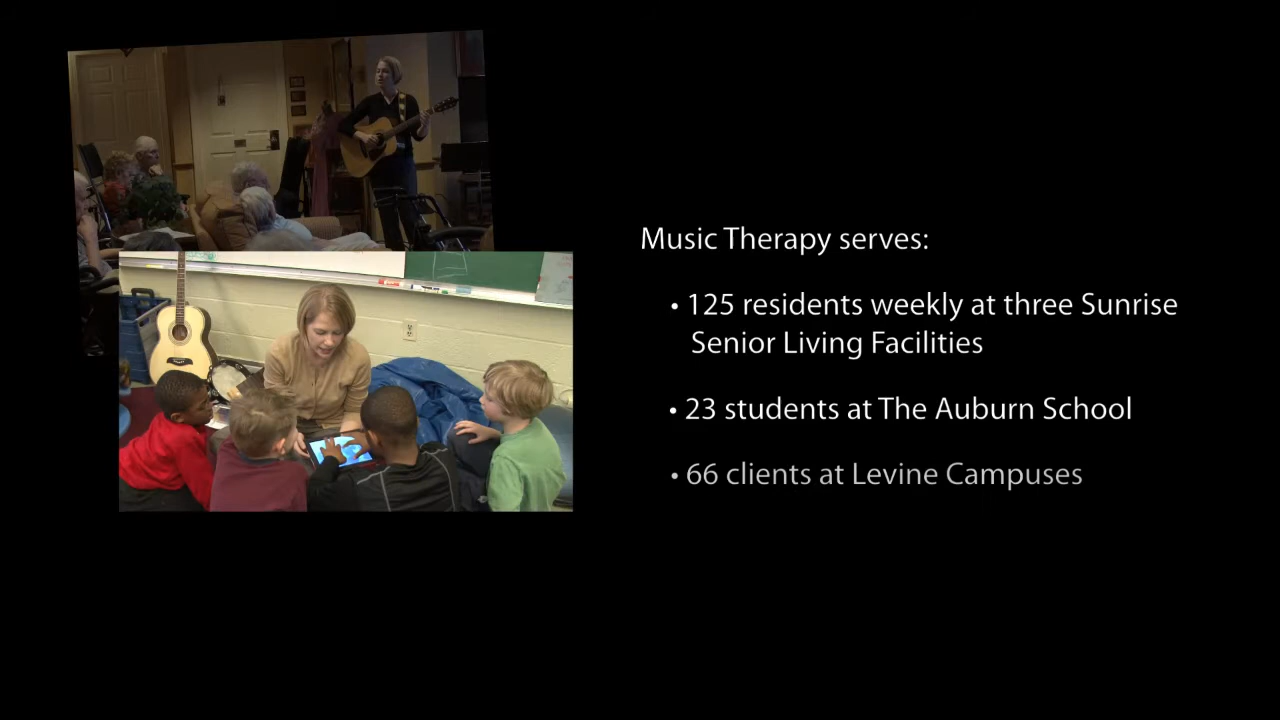 Music Therapy serves:
• 125 residents weekly at three Sunrise
Senior Living Facilities
• 23 students at The Auburn School
• 66 clients at Levine Campuses